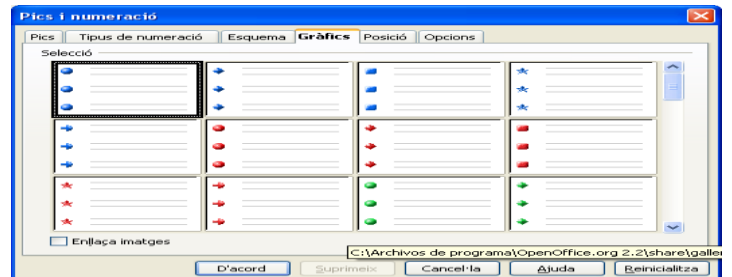 Pics i numeració
Pics Tipus de numeració Esquema Gràfics Posició Opcions
Selecció
Enllaça imatges
C:\Archivos de programa\OpenOffice.org 2.2\share\galler
D'acord Suprimeix Cancel·la Ajuda Reinicialitza